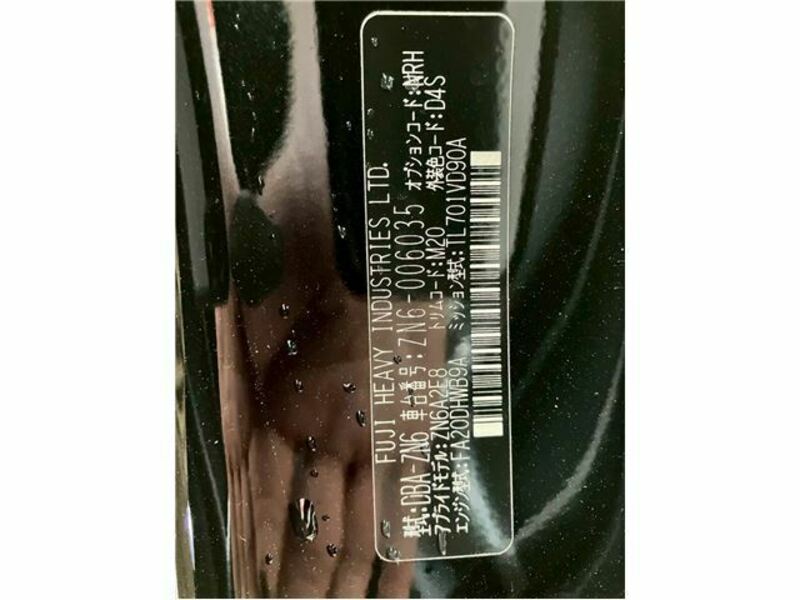 FUJI HEAVY INDUSTRIES LTD.
型式:DBA-ZN6 車台番号:ZN6-006035
アプライドモデル:ZN6A2E8 トリムコード:M20 オプションコード:NRH
エンジン型式:FA20DHMB9A ミッション型式:TL701VD90A 外装色コード:D4S